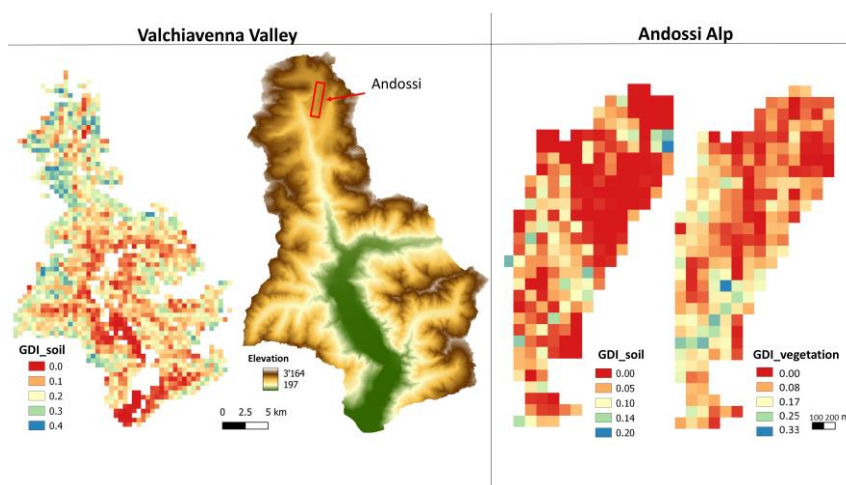 Valchiavenna Valley
Andossi Alp
Andossi
GDI_soil
0.0
0.1
0.2
0.3
0.4
Elevation
3'164
197
0 2.5 5 km
GDI_soil
0.00
0.05
0.10
0.14
0.20
GDI_vegetation
0.00
0.08
0.17
0.25
0.33
100 200 m